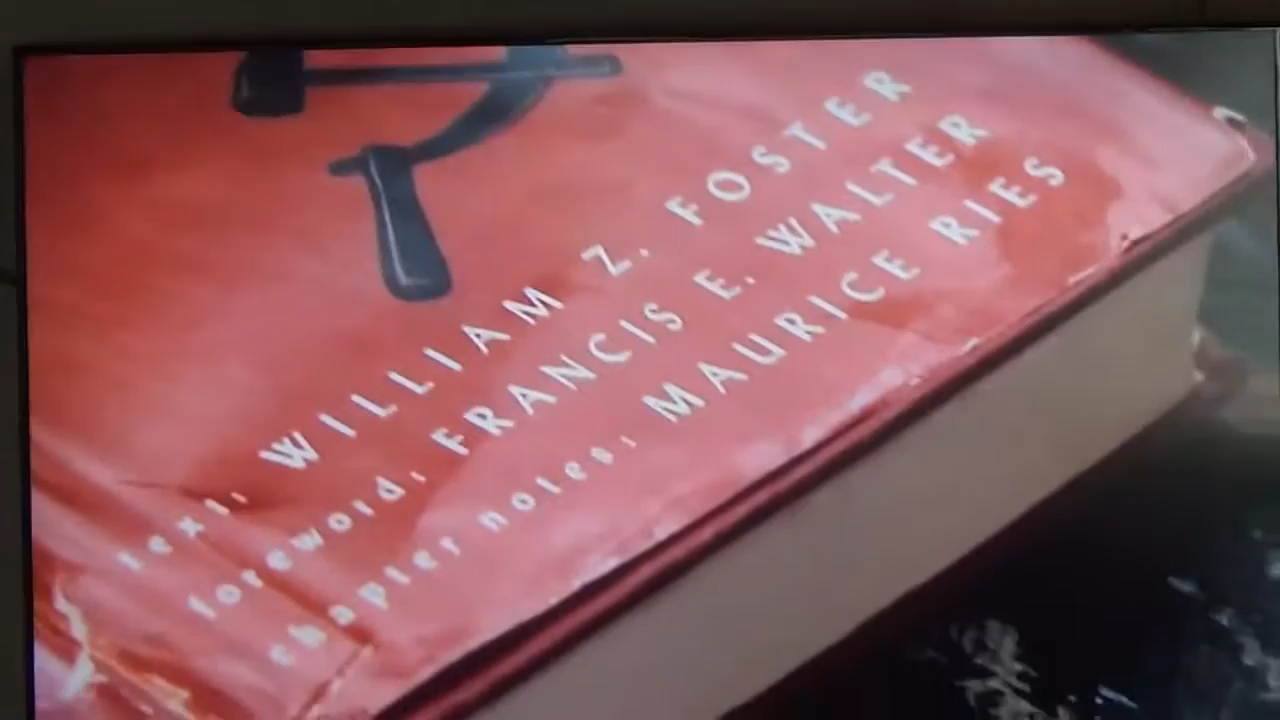 text: WILLIAM Z. FOSTER
foreword: FRANCIS E. WALTER
chapter notes: MAURICE RIES